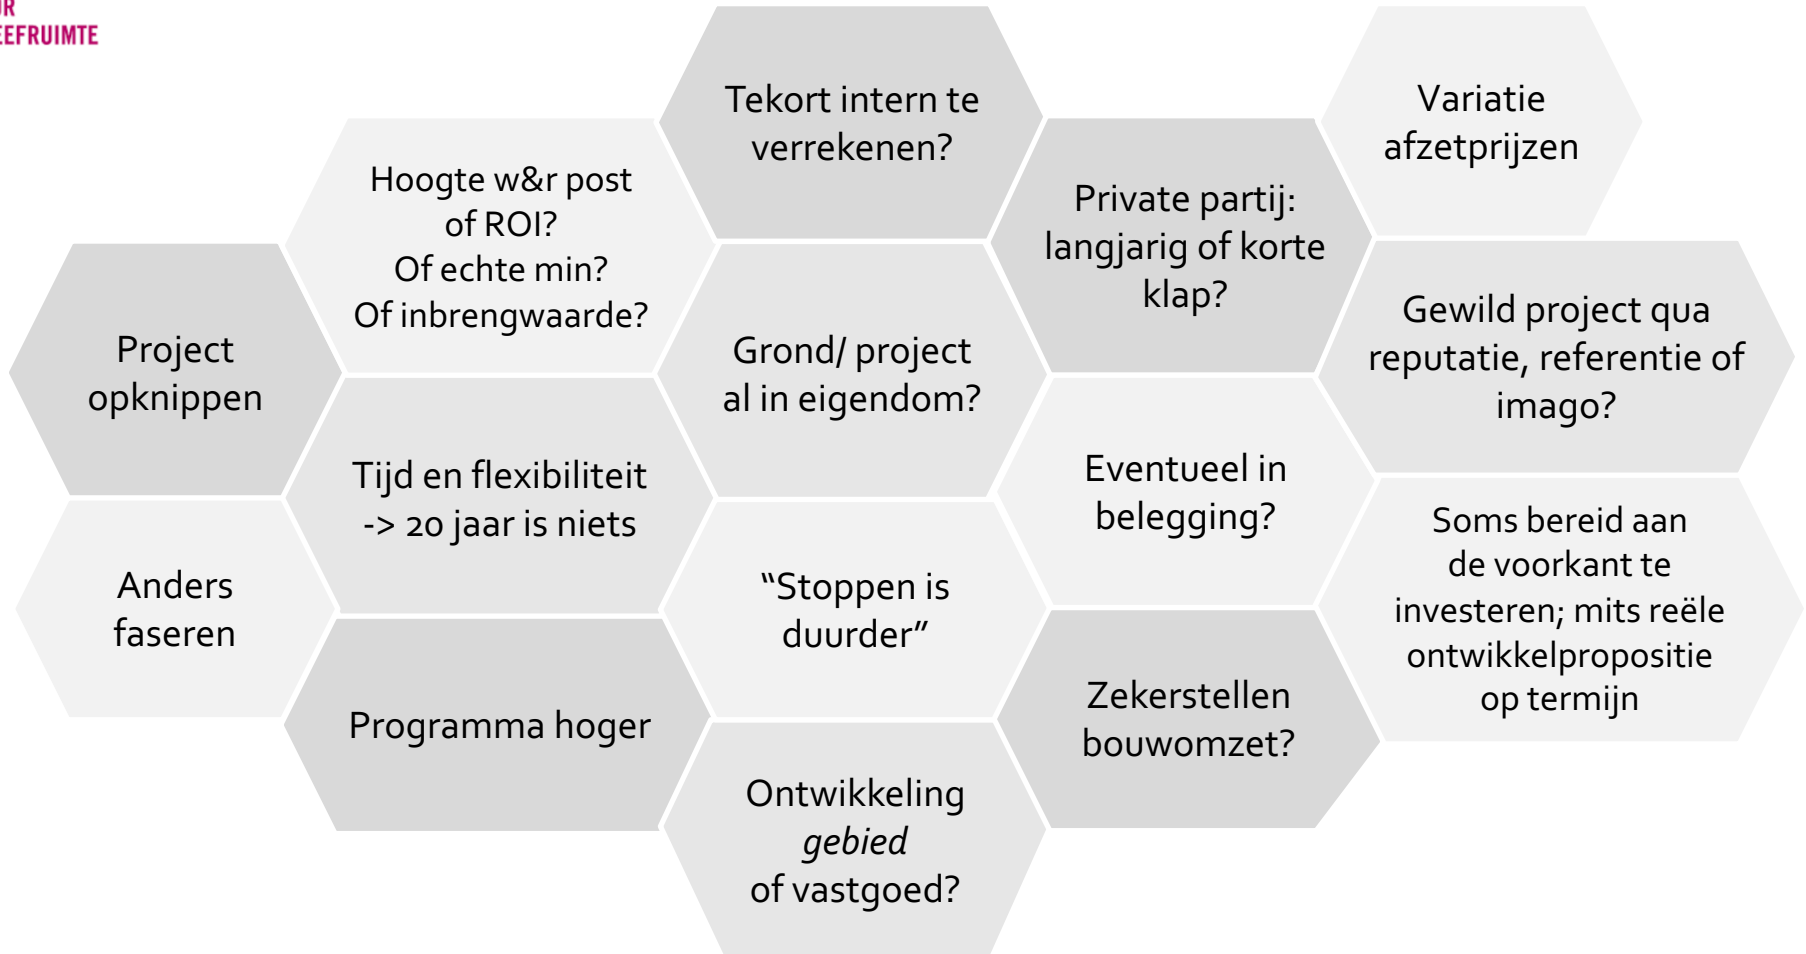 EEFRUIMTE
Tekort intern te
verrekenen?
Variatie
afzetprijzen
Hoogte w&r post
of ROI?
Of echte min?
Of inbrengwaarde?
Private partij:
langjarig of korte
klap?
Project
opknippen
Grond/ project
al in eigendom?
Gewild project qua
reputatie, referentie of
imago?
Tijd en flexibiliteit
-> 20 jaar is niets
Eventueel in
belegging?
Anders
faseren
"Stoppen is
duurder"
Soms bereid aan
de voorkant te
investeren; mits reële
ontwikkelpropositie
op termijn
Programma hoger
Zekerstellen
bouwomzet?
Ontwikkeling
gebied
of vastgoed?